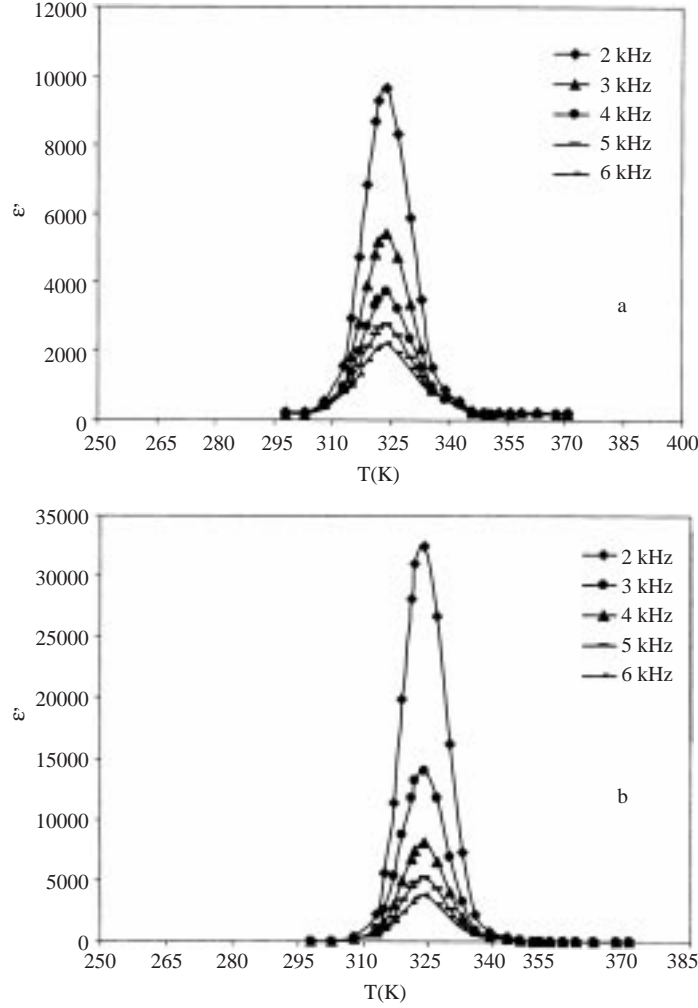 12000
10000
8000
6000
4000
2000
0
ε'
2 kHz
3 kHz
4 kHz
5 kHz
6 kHz
a
250 265 280 295 310 325 340 355 370 385 400
T(K)
35000
30000
25000
20000
15000
10000
5000
0
ε'
2 kHz
3 kHz
4 kHz
5 kHz
6 kHz
b
250 265 280 295 310 325 340 355 370 385
T(K)